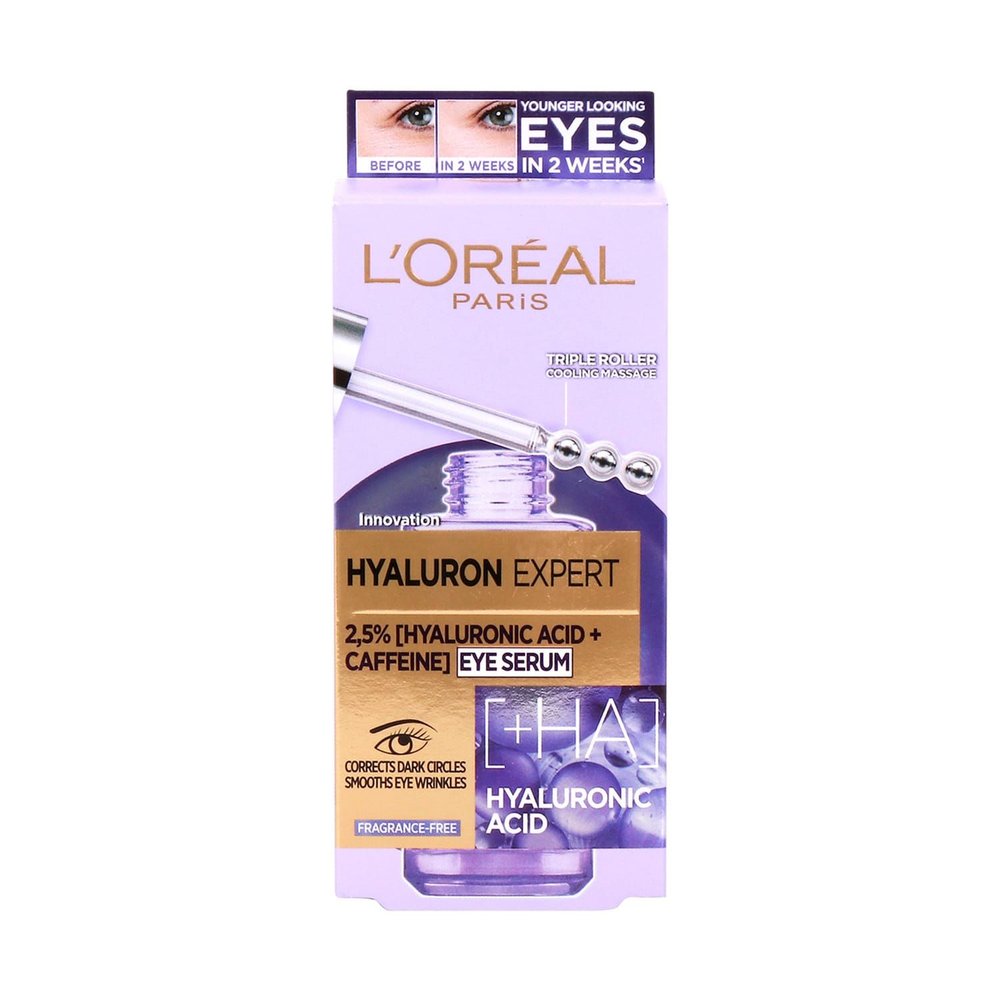 BEFORE
IN 2 WEEKS
YOUNGER LOOKING
EYES
IN 2 WEEKS¹
L'ORÉAL
PARiS
TRIPLE ROLLER
COOLING MASSAGE
Innovation
HYALURON EXPERT
2,5% [HYALURONIC ACID +
CAFFEINE] EYE SERUM
[+HA]
HYALURONIC
ACID
CORRECTS DARK CIRCLES
SMOOTHS EYE WRINKLES
FRAGRANCE-FREE